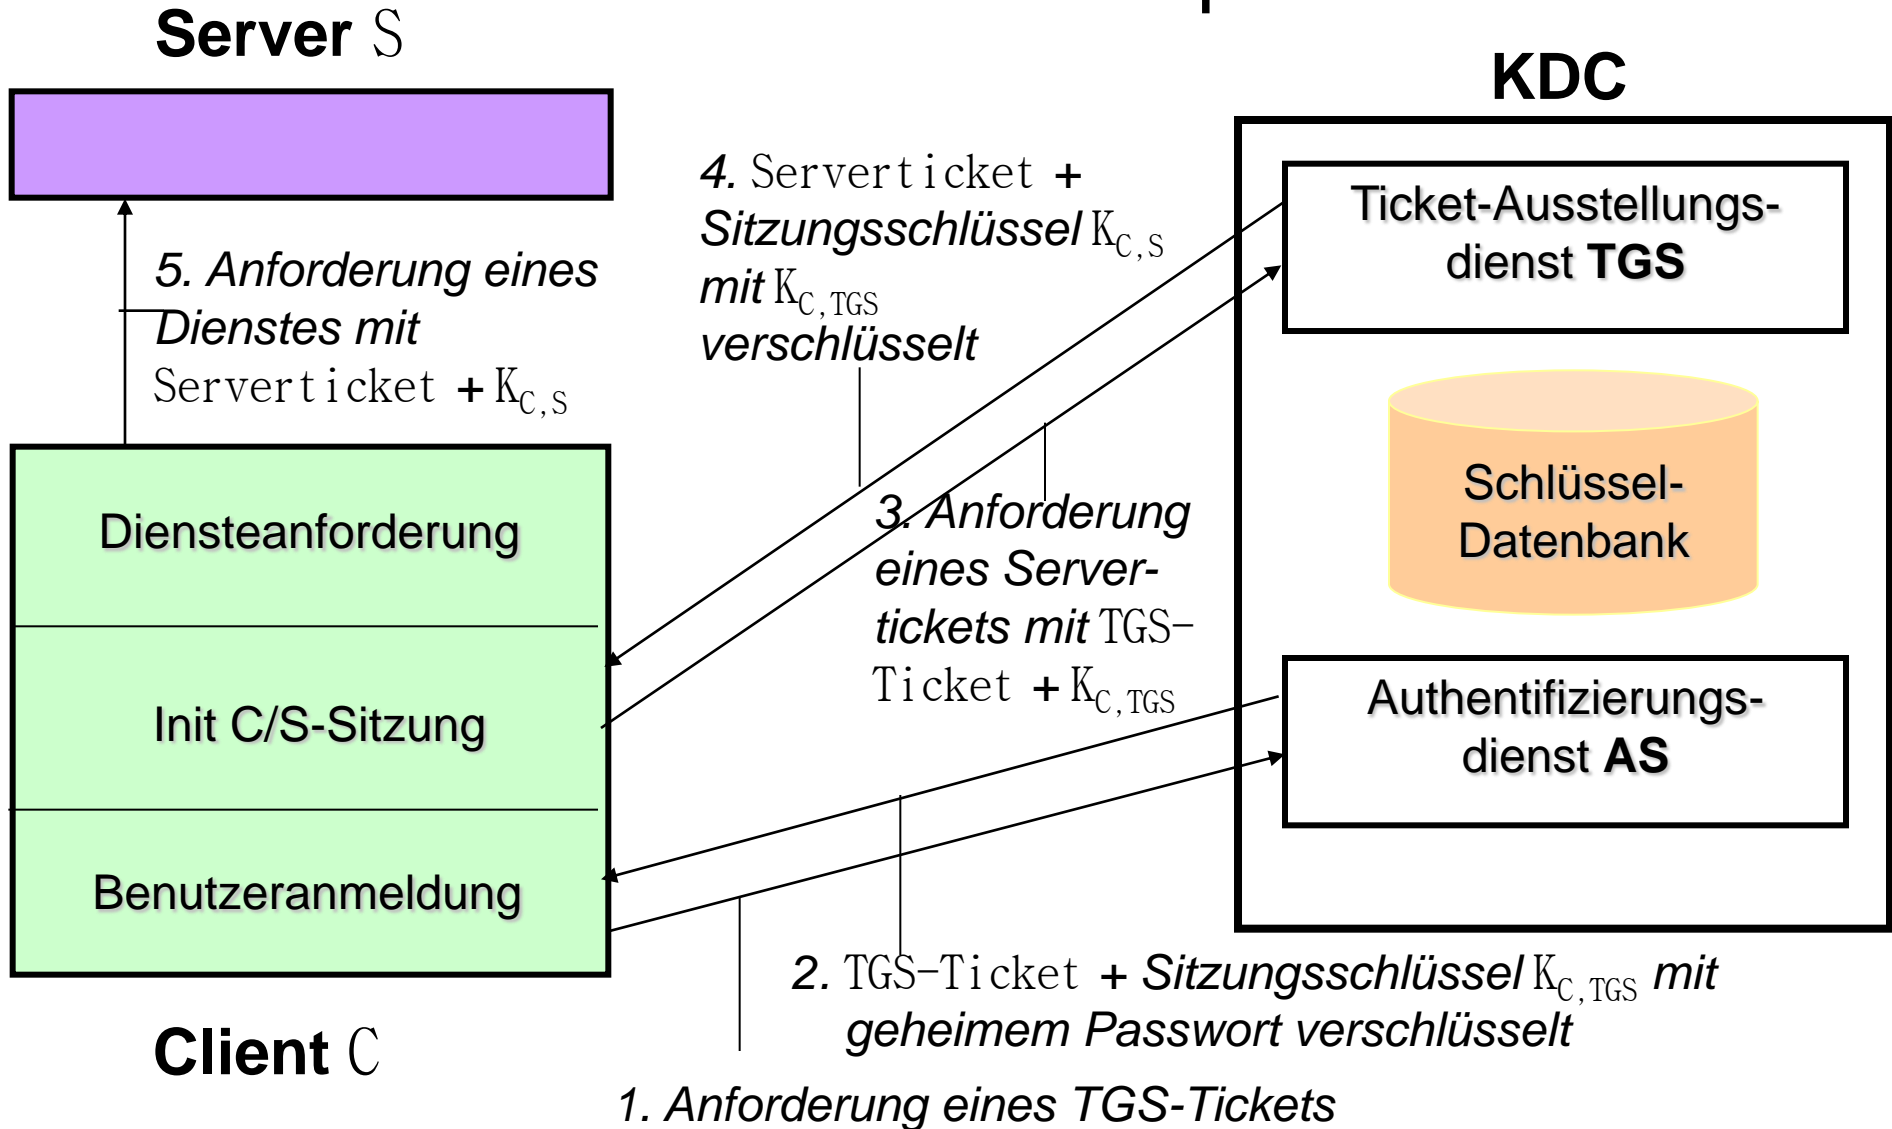 Server S
KDC
4. Serverticket +
Sitzungsschlüssel K_C,S
mit K_C,TGS
verschlüsselt
Ticket-Ausstellungs-
dienst TGS
5. Anforderung eines
Dienstes mit
Serverticket + K_C,S
Schlüssel-
Datenbank
Diensteanforderung
3. Anforderung
eines Server-
tickets mit TGS-
Ticket + K_C,TGS
Init C/S-Sitzung
Authentifizierungs-
dienst AS
Benutzeranmeldung
2. TGS-Ticket + Sitzungsschlüssel K_C,TGS mit
geheimem Passwort verschlüsselt
Client C
1. Anforderung eines TGS-Tickets